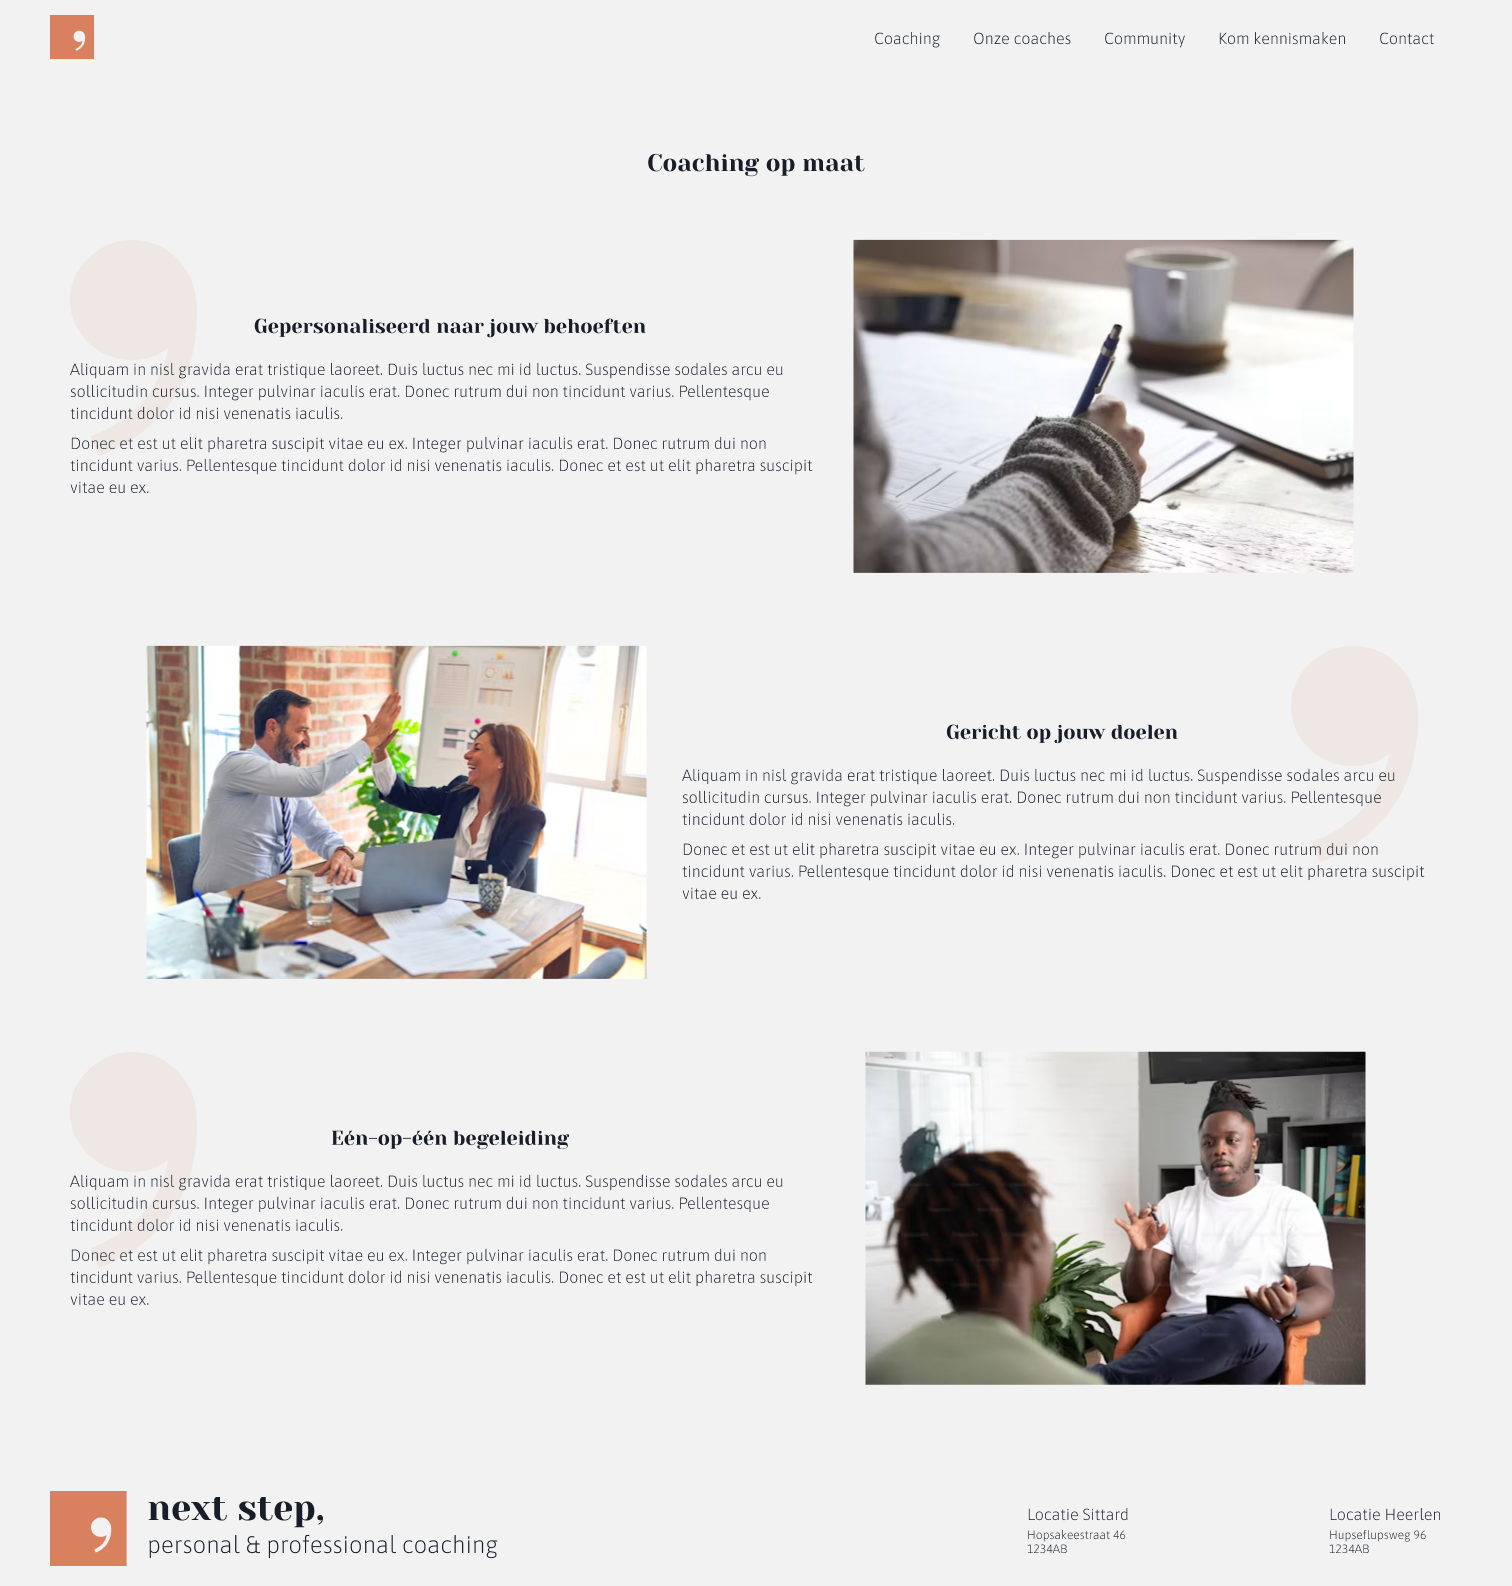 Coaching
Onze coaches
Community
Kom kennismaken
Contact
Coaching op maat
Gepersonaliseerd naar jouw behoeften
Aliquam in nisl gravida erat tristique laoreet. Duis luctus nec mi id luctus. Suspendisse sodales arcu eu
sollicitudin cursus. Integer pulvinar iaculis erat. Donec rutrum dui non tincidunt varius. Pellentesque
tincidunt dolor id nisi venenatis iaculis.
Donec et est ut elit pharetra suscipit vitae eu ex. Integer pulvinar iaculis erat. Donec rutrum dui non
tincidunt varius. Pellentesque tincidunt dolor id nisi venenatis iaculis. Donec et est ut elit pharetra suscipit
vitae eu ex.
Gericht op jouw doelen
Aliquam in nisl gravida erat tristique laoreet. Duis luctus nec mi id luctus. Suspendisse sodales arcu eu
sollicitudin cursus. Integer pulvinar iaculis erat. Donec rutrum dui non tincidunt varius. Pellentesque
tincidunt dolor id nisi venenatis iaculis.
Donec et est ut elit pharetra suscipit vitae eu ex. Integer pulvinar iaculis erat. Donec rutrum dui non
tincidunt varius. Pellentesque tincidunt dolor id nisi venenatis iaculis. Donec et est ut elit pharetra suscipit
vitae eu ex.
Eén-op-één begeleiding
Aliquam in nisl gravida erat tristique laoreet. Duis luctus nec mi id luctus. Suspendisse sodales arcu eu
sollicitudin cursus. Integer pulvinar iaculis erat. Donec rutrum dui non tincidunt varius. Pellentesque
tincidunt dolor id nisi venenatis iaculis.
Donec et est ut elit pharetra suscipit vitae eu ex. Integer pulvinar iaculis erat. Donec rutrum dui non
tincidunt varius. Pellentesque tincidunt dolor id nisi venenatis iaculis. Donec et est ut elit pharetra suscipit
vitae eu ex.
next step,
personal & professional coaching
Locatie Sittard
Hopsakeestraat 46
1234AB
Locatie Heerlen
Hupseflupsweg 96
1234AB